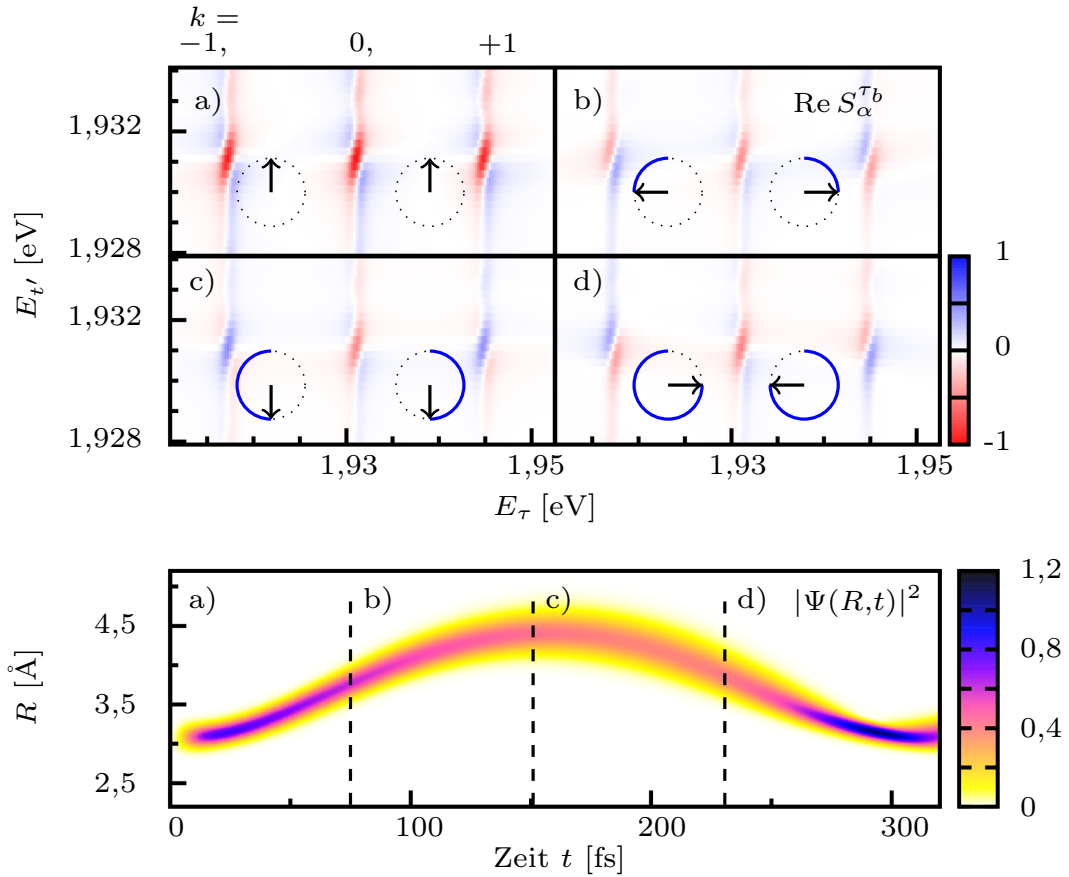 k =
−1, 0, +1
a) b) Re S_α^{τ_b}
1,932
1,928
E_{t′} [eV]
c) d)
1,932
1,928
1
0
-1
1,93 1,95 1,93 1,95
E_τ [eV]
a) b) c) d) |Ψ(R,t)|²
4,5
3,5
2,5
R [Å]
1,2
0,8
0,4
0
0 100 200 300
Zeit t [fs]